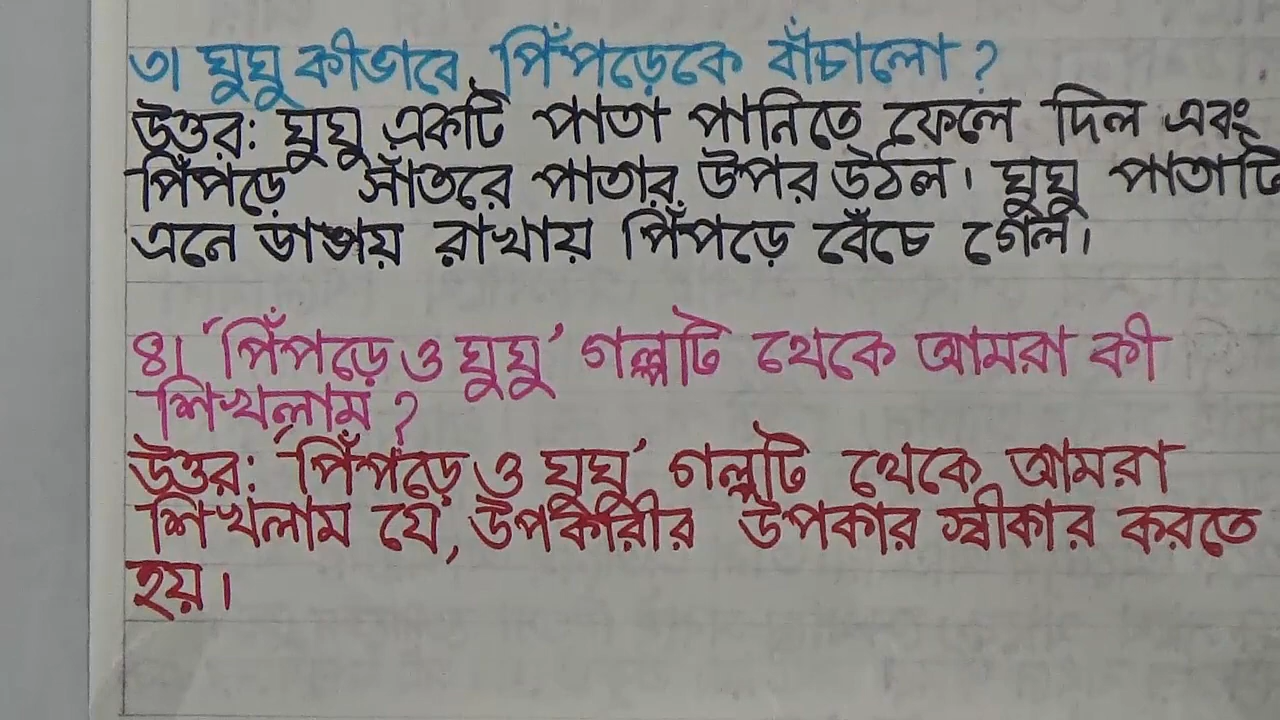 ৩। ঘুঘু কীভাবে পিঁপড়েকে বাঁচালো?
উত্তর: ঘুঘু একটি পাতা পানিতে ফেলে দিল এবং
পিঁপড়ে সাঁতরে পাতার উপর উঠল। ঘুঘু পাতাটি
এনে ডাঙায় রাখায় পিঁপড়ে বেঁচে গেল।
৪। 'পিঁপড়ে ও ঘুঘু' গল্পটি থেকে আমরা কী
শিখলাম?
উত্তর: 'পিঁপড়ে ও ঘুঘু' গল্পটি থেকে আমরা
শিখলাম যে, উপকারীর উপকার স্বীকার করতে
হয়।